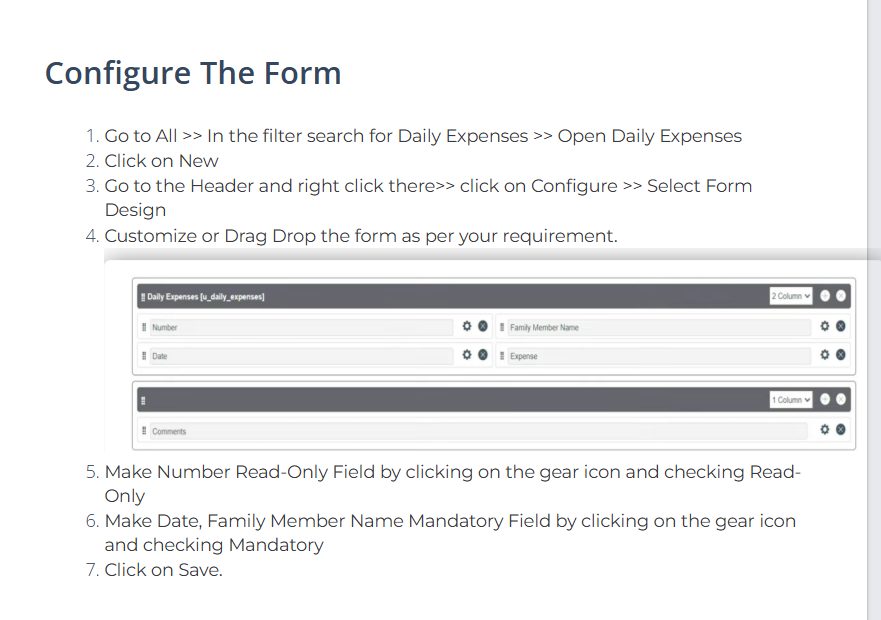 Configure The Form
1. Go to All >> In the filter search for Daily Expenses >> Open Daily Expenses
2. Click on New
3. Go to the Header and right click there>> click on Configure >> Select Form
Design
4. Customize or Drag Drop the form as per your requirement.
Daily Expenses [u_daily_expenses]
2 Column
Number
Family Member Name
Date
Expense
1 Column
Comments
5. Make Number Read-Only Field by clicking on the gear icon and checking Read-
Only
6. Make Date, Family Member Name Mandatory Field by clicking on the gear icon
and checking Mandatory
7. Click on Save.